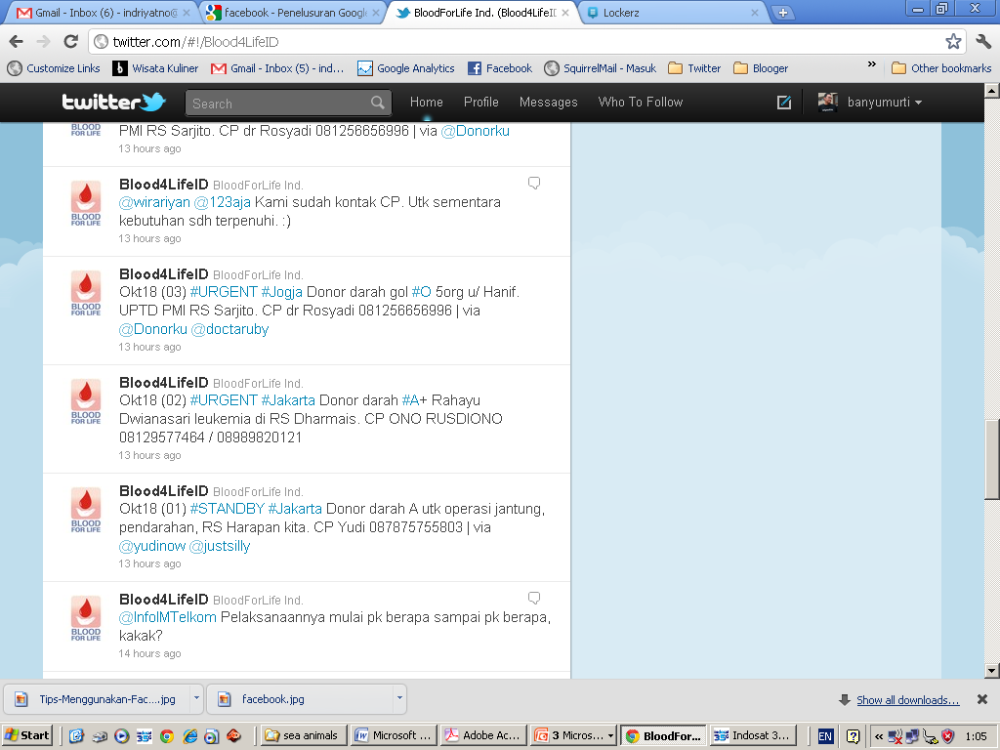 Gmail - Inbox (6) - indriyatno@
facebook - Penelusuran Googl
BloodForLife Ind. (Blood4LifeI
Lockerz
twitter.com/#!/Blood4LifeID
Customize Links
Wisata Kuliner
Gmail - Inbox (5) - ind...
Google Analytics
Facebook
SquirrelMail - Masuk
Twitter
Blooger
»
Other bookmarks
twitter
Search
Home
Profile
Messages
Who To Follow
banyumurti
BLOOD
FOR LIFE
PMI RS Sarjito. CP dr Rosyadi 081256656996 | via @Donorku
13 hours ago
BLOOD
FOR LIFE
Blood4LifeID BloodForLife Ind.
@wirariyan @123aja Kami sudah kontak CP. Utk sementara
kebutuhan sdh terpenuhi. :)
13 hours ago
BLOOD
FOR LIFE
Blood4LifeID BloodForLife Ind.
Okt18 (03) #URGENT #Jogja Donor darah gol #O 5org u/ Hanif.
UPTD PMI RS Sarjito. CP dr Rosyadi 081256656996 | via
@Donorku @doctaruby
13 hours ago
BLOOD
FOR LIFE
Blood4LifeID BloodForLife Ind.
Okt18 (02) #URGENT #Jakarta Donor darah #A+ Rahayu
Dwianasari leukemia di RS Dharmais. CP ONO RUSDIONO
08129577464 / 08989820121
13 hours ago
BLOOD
FOR LIFE
Blood4LifeID BloodForLife Ind.
Okt18 (01) #STANDBY #Jakarta Donor darah A utk operasi jantung,
pendarahan, RS Harapan kita. CP Yudi 087875755803 | via
@yudinow @justsilly
13 hours ago
BLOOD
FOR LIFE
Blood4LifeID BloodForLife Ind.
@InfoIMTelkom Pelaksanaannya mulai pk berapa sampai pk berapa,
kakak?
14 hours ago
Tips-Menggunakan-Fac....jpg
facebook.jpg
Show all downloads...
Start
sea animals
Microsoft ...
Adobe Ac...
3 Micros...
BloodFor...
Indosat 3...
EN
1:05